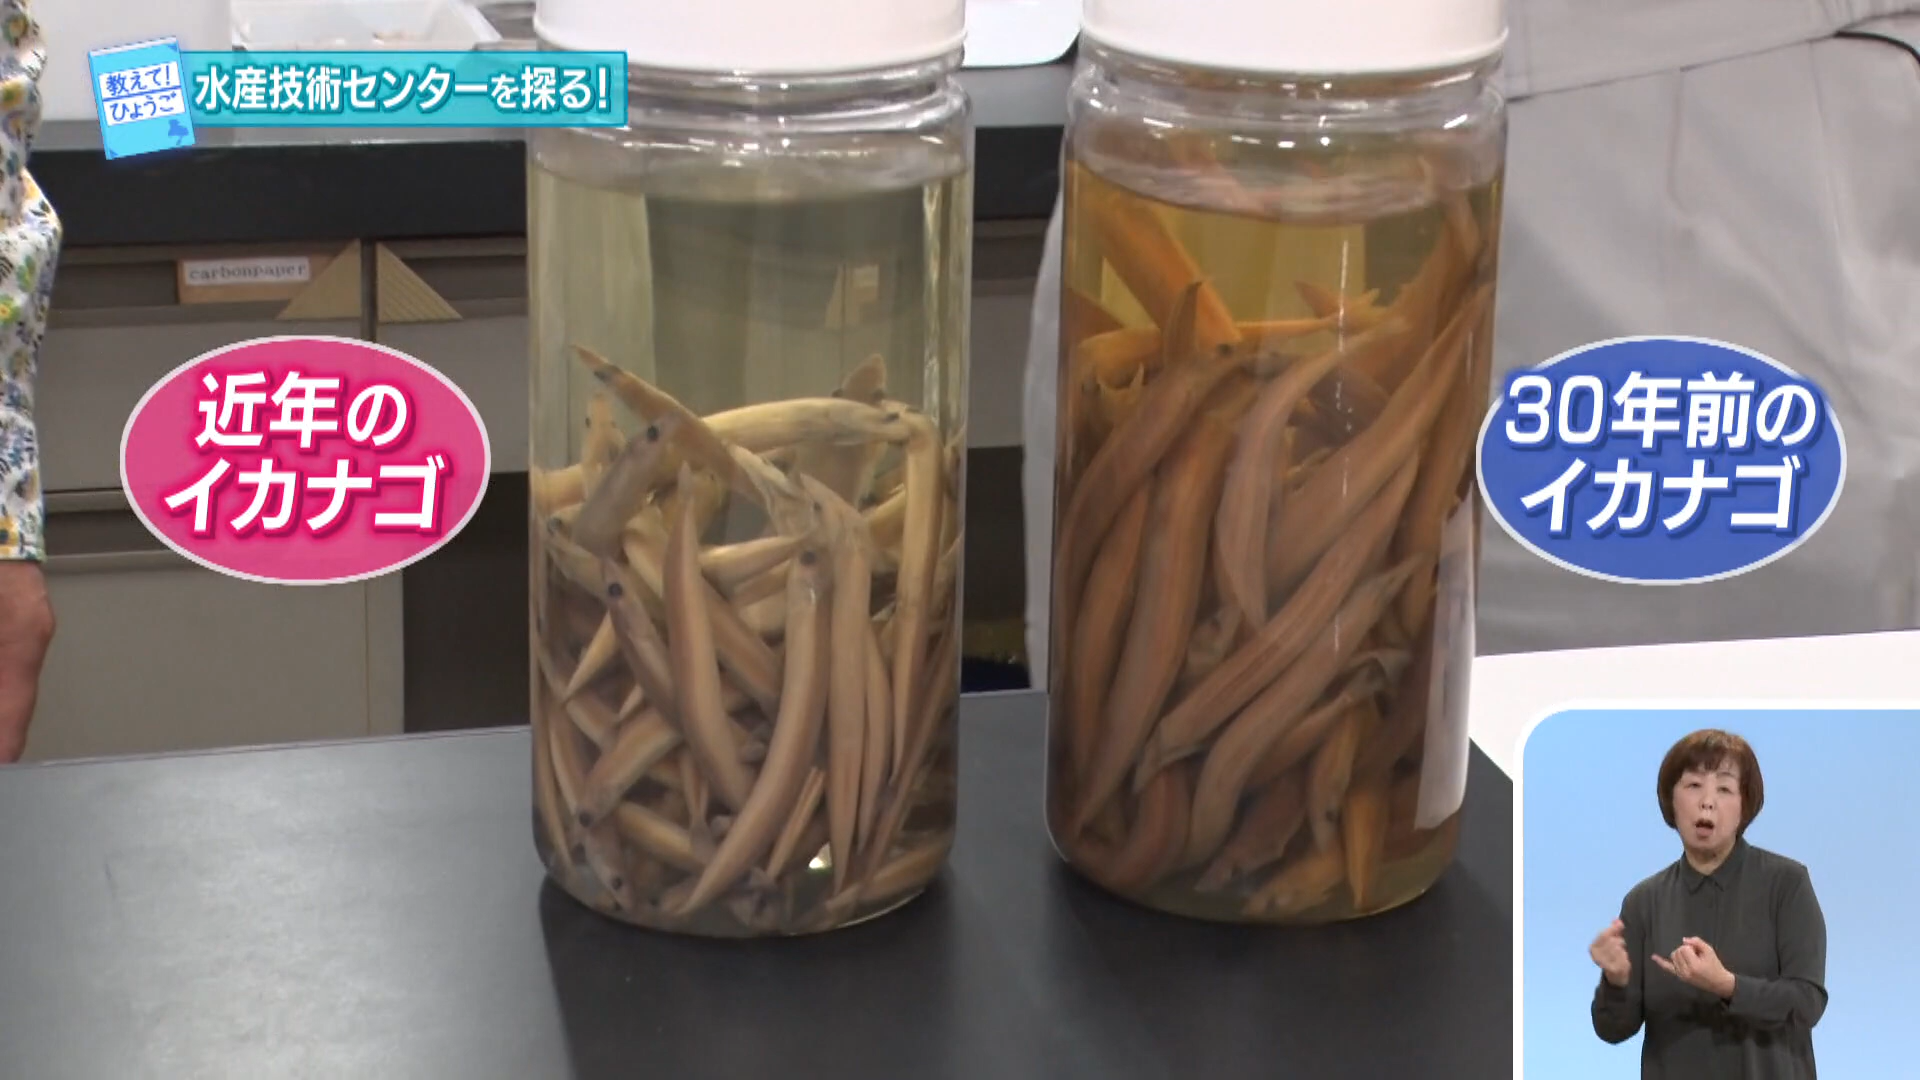 教えて！
ひょうご
水産技術センターを探る！
carbonpaper
近年の
イカナゴ
30年前の
イカナゴ